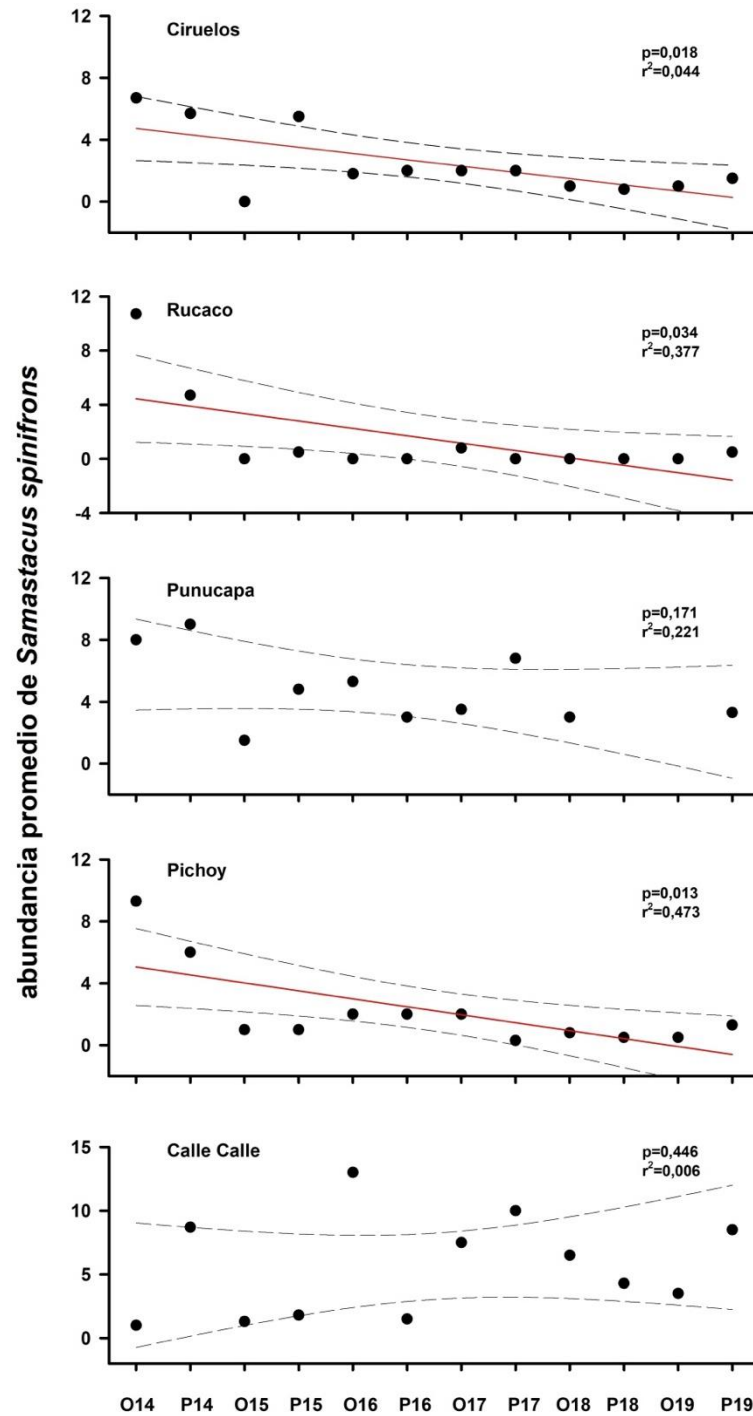 abundancia promedio de Samastacus spinifrons
12
8
4
0
Ciruelos
p=0,018
r²=0,044
12
8
4
0
-4
Rucaco
p=0,034
r²=0,377
12
8
4
0
Punucapa
p=0,171
r²=0,221
12
8
4
0
Pichoy
p=0,013
r²=0,473
15
10
5
0
Calle Calle
p=0,446
r²=0,006
O14 P14 O15 P15 O16 P16 O17 P17 O18 P18 O19 P19